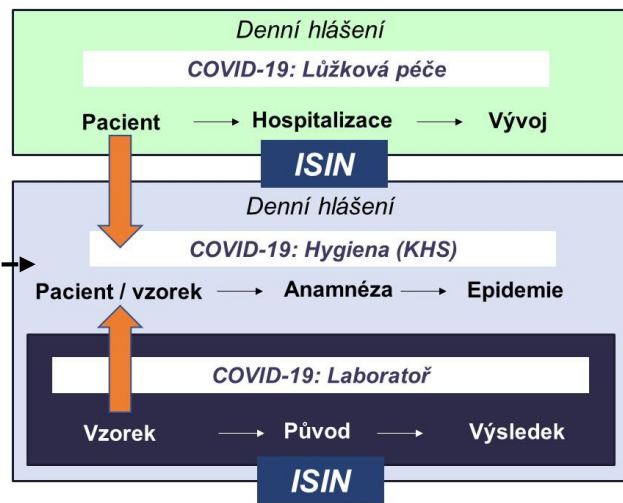 Denní hlášení
COVID-19: Lůžková péče
Pacient Hospitalizace Vývoj
ISIN
Denní hlášení
COVID-19: Hygiena (KHS)
Pacient / vzorek Anamnéza Epidemie
COVID-19: Laboratoř
Vzorek Původ Výsledek
ISIN